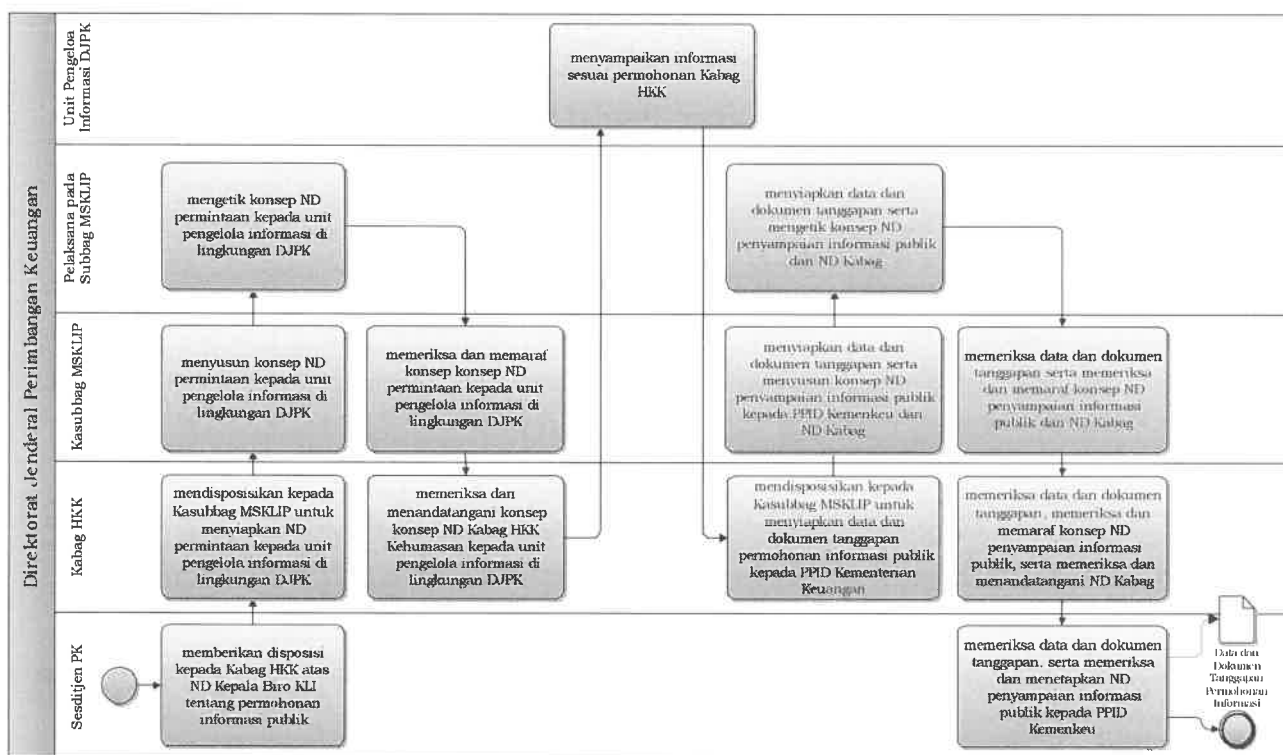 Direktorat Jenderal Perimbangan Keuangan
Unit Pengeloa
Informasi DJPK
menyampaikan informasi
sesuai permohonan Kabag
HKK
Pelaksana pada
Subbag MSKLIP
mengetik konsep ND
permintaan kepada unit
pengelola informasi di
lingkungan DJPK
menyiapkan data dan
dokumen tanggapan serta
mengetik konsep ND
penyampaian informasi publik
dan ND Kabag
Kasubbag MSKLIP
menyusun konsep ND
permintaan kepada unit
pengelola informasi di
lingkungan DJPK
memeriksa dan memaraf
konsep konsep ND
permintaan kepada unit
pengelola informasi di
lingkungan DJPK
menyiapkan data dan
dokumen tanggapan serta
menyusun konsep ND
penyampaian informasi publik
kepada PPID Kemenkeu dan
ND Kabag
memeriksa data dan dokumen
tanggapan serta memeriksa
dan memaraf konsep ND
penyampaian informasi
publik dan ND Kabag
Kabag HKK
mendisposisikan kepada
Kasubbag MSKLIP untuk
menyiapkan ND
permintaan kepada unit
pengelola informasi di
lingkungan DJPK
memeriksa dan
menandatangani konsep
konsep ND Kabag HKK
Kehumasan kepada unit
pengelola informasi di
lingkungan DJPK
mendisposisikan kepada
Kasubbag MSKLIP untuk
menyiapkan data dan
dokumen tanggapan
permohonan informasi publik
kepada PPID Kementerian
Keuangan
memeriksa data dan dokumen
tanggapan, memeriksa dan
memaraf konsep ND
penyampaian informasi
publik, serta memeriksa dan
menandatangani ND Kabag
Sesditjen PK
memberikan disposisi
kepada Kabag HKK atas
ND Kepala Biro KLI
tentang permohonan
informasi publik
memeriksa data dan dokumen
tanggapan, serta memeriksa
dan menetapkan ND
penyampaian informasi
publik kepada PPID
Kemenkeu
Data dan
Dokumen
Tanggapan
Permohonan
Informasi